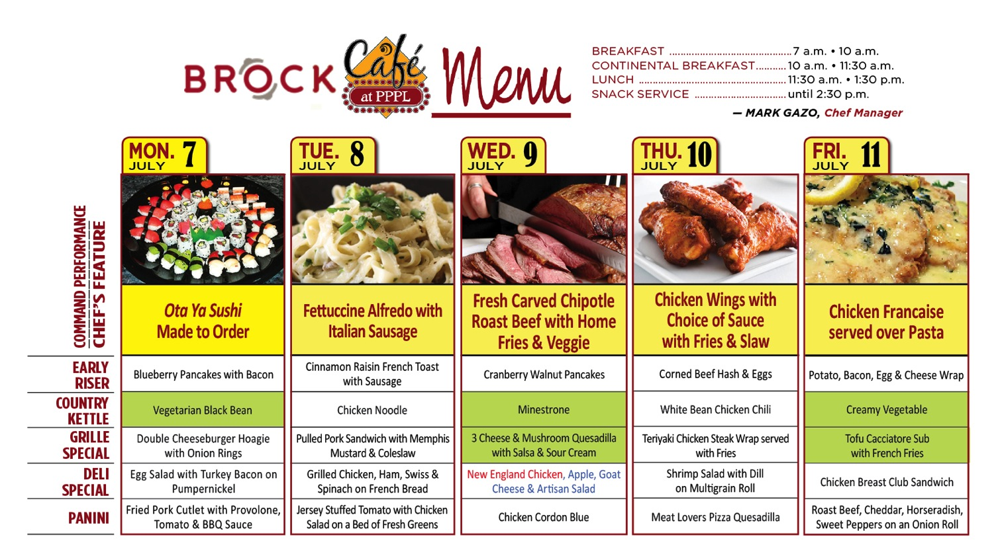 BROCK
Café
at PPPL
Menu
BREAKFAST ............................................ 7 a.m. • 10 a.m.
CONTINENTAL BREAKFAST........... 10 a.m. • 11:30 a.m.
LUNCH ..................................................... 11:30 a.m. • 1:30 p.m.
SNACK SERVICE ................................. until 2:30 p.m.
— MARK GAZO, Chef Manager
MON. 7
JULY
TUE. 8
JULY
WED. 9
JULY
THU. 10
JULY
FRI. 11
JULY
COMMAND PERFORMANCE
CHEF'S FEATURE
Ota Ya Sushi
Made to Order
Fettuccine Alfredo with
Italian Sausage
Fresh Carved Chipotle
Roast Beef with Home
Fries & Veggie
Chicken Wings with
Choice of Sauce
with Fries & Slaw
Chicken Francaise
served over Pasta
EARLY
RISER
Blueberry Pancakes with Bacon
Cinnamon Raisin French Toast
with Sausage
Cranberry Walnut Pancakes
Corned Beef Hash & Eggs
Potato, Bacon, Egg & Cheese Wrap
COUNTRY
KETTLE
Vegetarian Black Bean
Chicken Noodle
Minestrone
White Bean Chicken Chili
Creamy Vegetable
GRILLE
SPECIAL
Double Cheeseburger Hoagie
with Onion Rings
Pulled Pork Sandwich with Memphis
Mustard & Coleslaw
3 Cheese & Mushroom Quesadilla
with Salsa & Sour Cream
Teriyaki Chicken Steak Wrap served
with Fries
Tofu Cacciatore Sub
with French Fries
DELI
SPECIAL
Egg Salad with Turkey Bacon on
Pumpernickel
Grilled Chicken, Ham, Swiss &
Spinach on French Bread
New England Chicken, Apple, Goat
Cheese & Artisan Salad
Shrimp Salad with Dill
on Multigrain Roll
Chicken Breast Club Sandwich
PANINI
Fried Pork Cutlet with Provolone,
Tomato & BBQ Sauce
Jersey Stuffed Tomato with Chicken
Salad on a Bed of Fresh Greens
Chicken Cordon Blue
Meat Lovers Pizza Quesadilla
Roast Beef, Cheddar, Horseradish,
Sweet Peppers on an Onion Roll